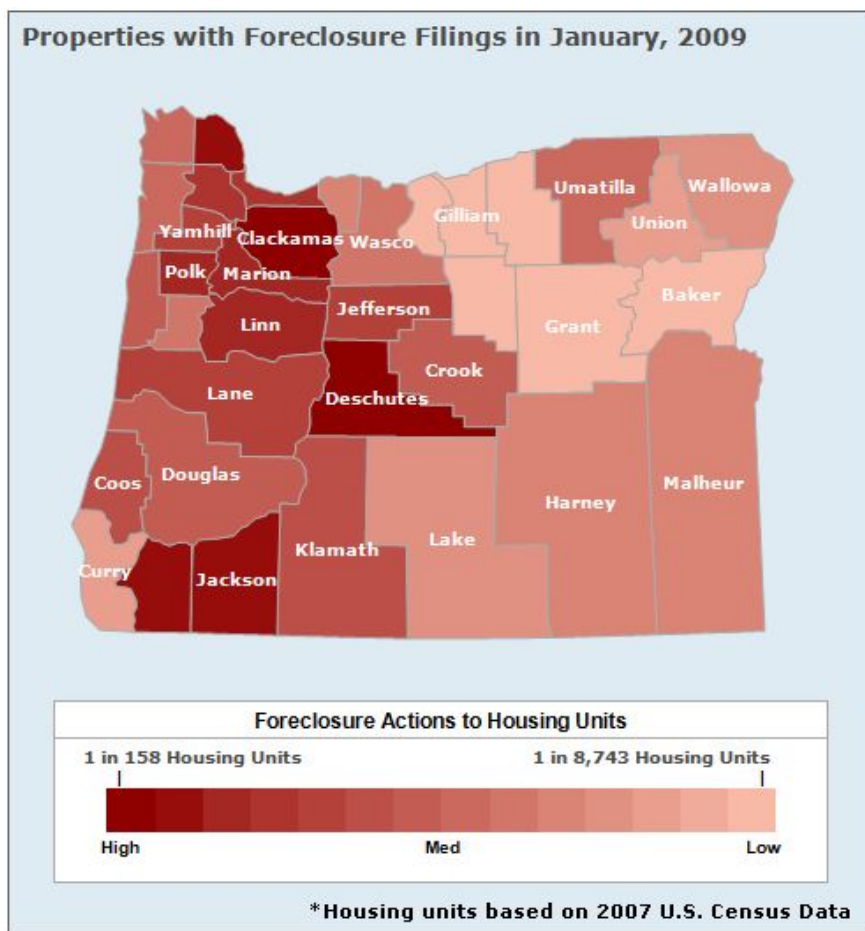 Properties with Foreclosure Filings in January, 2009
Umatilla
Wallowa
Gilliam
Union
Yamhill
Clackamas
Wasco
Polk
Marion
Baker
Jefferson
Linn
Grant
Crook
Lane
Deschutes
Douglas
Coos
Malheur
Harney
Klamath
Lake
Curry
Jackson
Foreclosure Actions to Housing Units
1 in 158 Housing Units
1 in 8,743 Housing Units
High
Med
Low
*Housing units based on 2007 U.S. Census Data